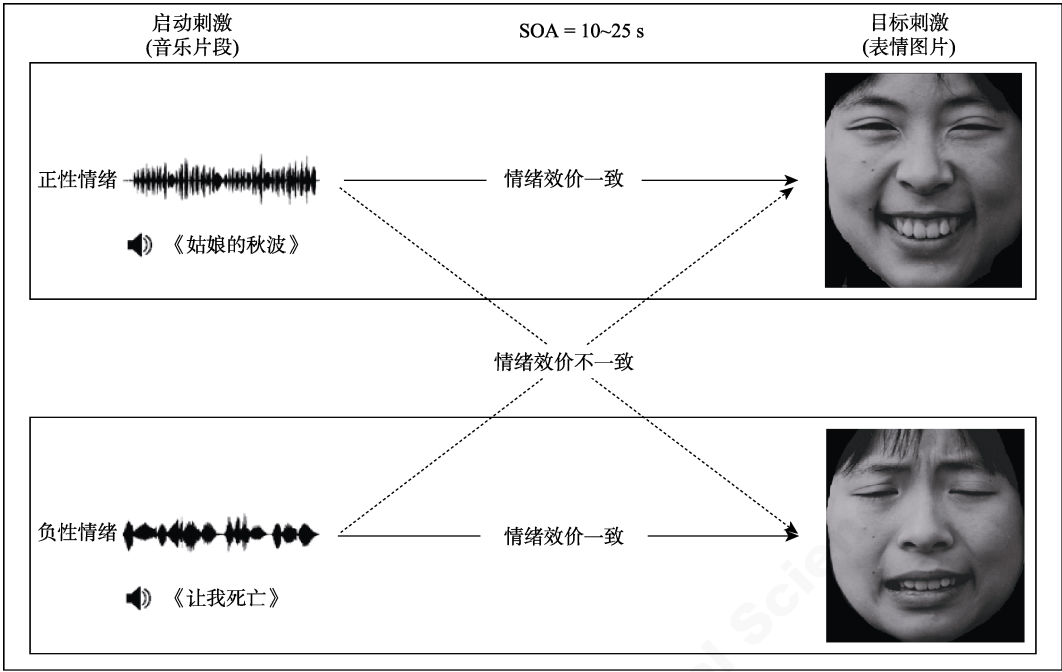 启动刺激
(音乐片段)
SOA = 10~25 s
目标刺激
(表情图片)
正性情绪
情绪效价一致
《姑娘的秋波》
情绪效价不一致
负性情绪
情绪效价一致
《让我死亡》